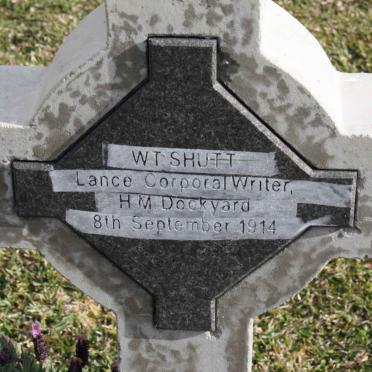 W.T SHUTT
Lance Corporal Writer,
H.M Dockyard
8th September 1914